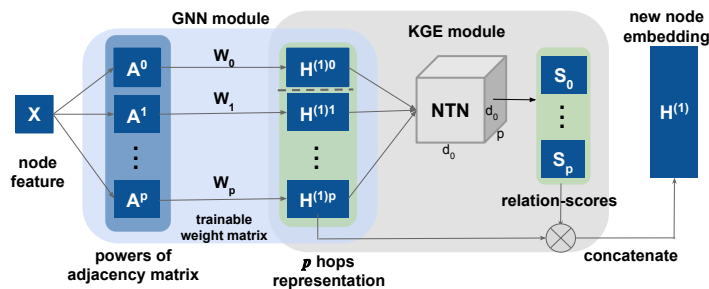 GNN module
KGE module
new node
embedding
X
node
feature
A⁰
A¹
Aᵖ
powers of
adjacency matrix
W₀
W₁
Wₚ
trainable
weight matrix
H⁽¹⁾⁰
H⁽¹⁾¹
H⁽¹⁾ᵖ
p hops
representation
NTN
d₀
p
d₀
S₀
Sₚ
relation-scores
concatenate
H⁽¹⁾